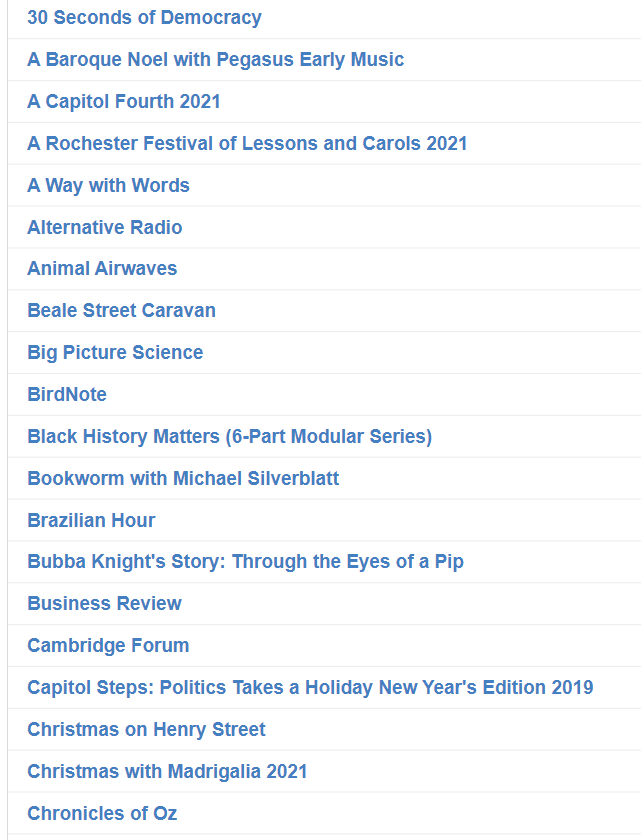 30 Seconds of Democracy
A Baroque Noel with Pegasus Early Music
A Capitol Fourth 2021
A Rochester Festival of Lessons and Carols 2021
A Way with Words
Alternative Radio
Animal Airwaves
Beale Street Caravan
Big Picture Science
BirdNote
Black History Matters (6-Part Modular Series)
Bookworm with Michael Silverblatt
Brazilian Hour
Bubba Knight's Story: Through the Eyes of a Pip
Business Review
Cambridge Forum
Capitol Steps: Politics Takes a Holiday New Year's Edition 2019
Christmas on Henry Street
Christmas with Madrigalia 2021
Chronicles of Oz